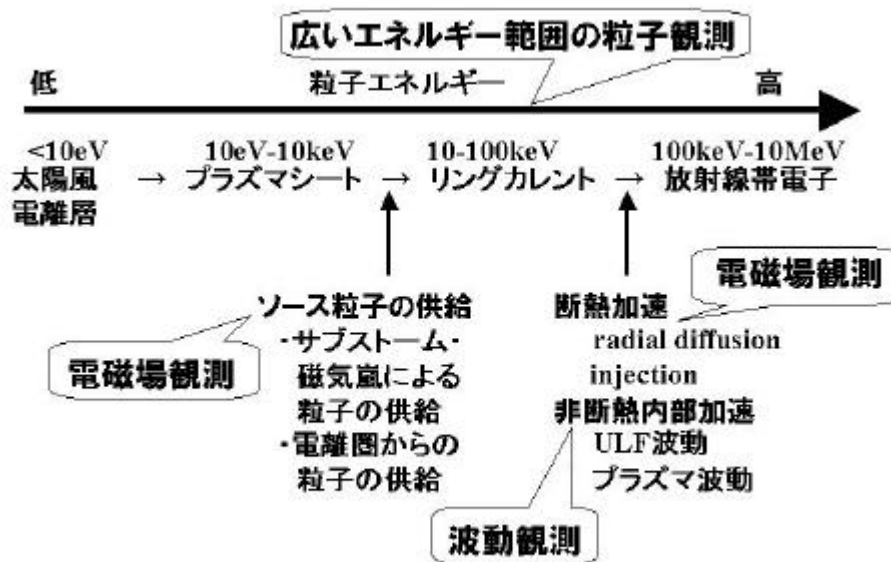 広いエネルギー範囲の粒子観測
低 粒子エネルギー 高
<10eV 10eV-10keV 10-100keV 100keV-10MeV
太陽風 → プラズマシート → リングカレント → 放射線帯電子
電離層
電磁場観測
ソース粒子の供給 断熱加速
・サブストーム・ radial diffusion
電磁場観測
磁気嵐による injection
粒子の供給 非断熱内部加速
・電離圏からの ULF波動
粒子の供給 プラズマ波動
波動観測